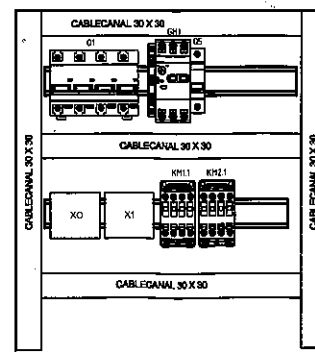 CABLECANAL 30 X 30
Q1
GH1
Q5
CABLECANAL 30 X 30
CABLECANAL 30 X 30
CABLECANAL 30 X 30
XO
X1
KM1.1
KM2.1
CABLECANAL 30 X 30